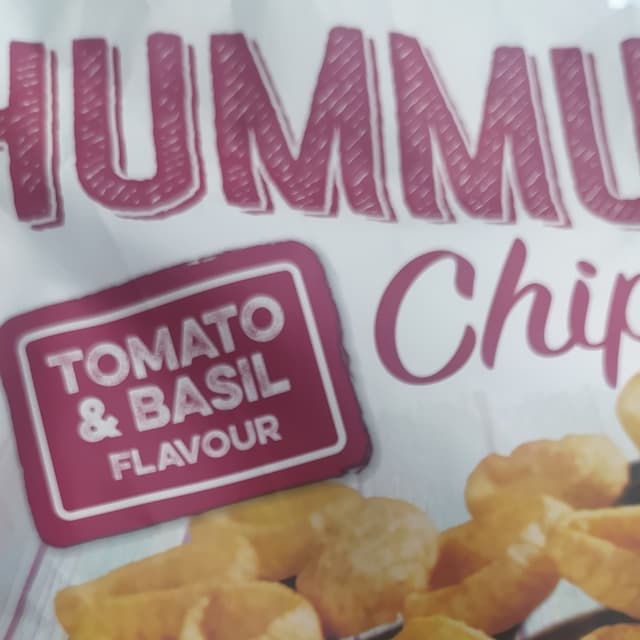 HUMMU
Chip
TOMATO
& BASIL
FLAVOUR